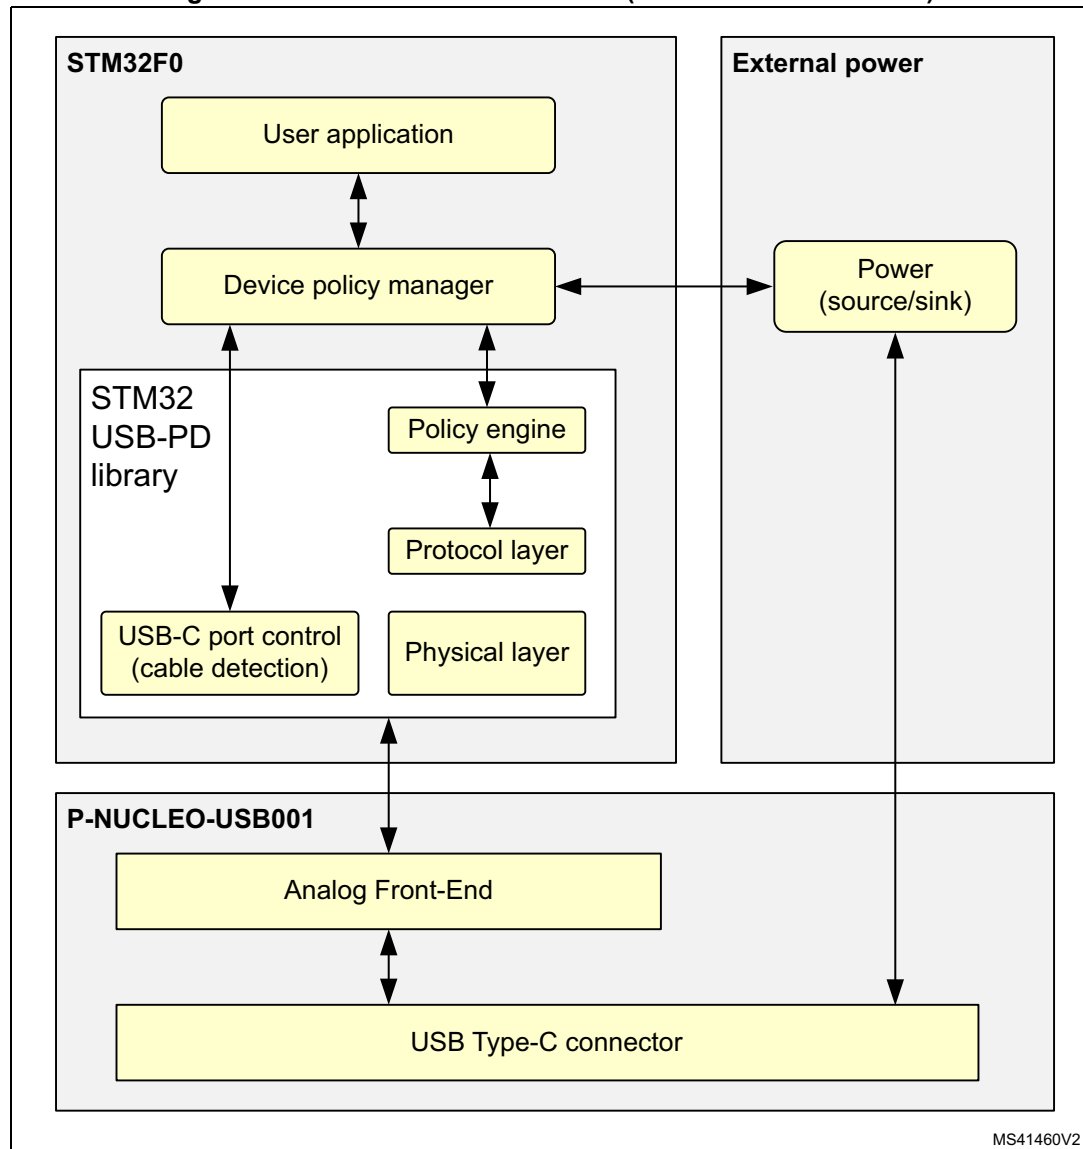 STM32F0
External power
User application
Device policy manager
Power
(source/sink)
STM32
USB-PD
library
Policy engine
Protocol layer
USB-C port control
(cable detection)
Physical layer
P-NUCLEO-USB001
Analog Front-End
USB Type-C connector
MS41460V2